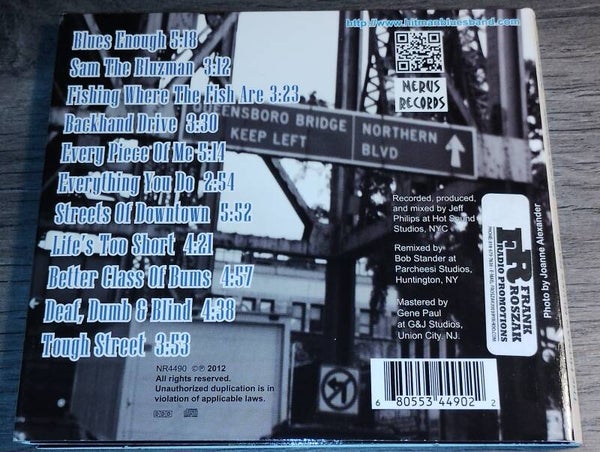 http://www.hitmanbluesband.com
Blues Enough 5:18
Sam The Bluzman 3:12
Fishing Where The Fish Are 3:23
Backhand Drive 3:30
Every Piece Of Me 5:14
Everything You Do 2:54
Streets Of Downtown 5:52
Life's Too Short 4:21
Better Class Of Bums 4:57
Deaf, Dumb & Blind 4:38
Tough Street 3:53
NERUS
RECORDS
ENSBORO BRIDGE
KEEP LEFT
NORTHERN
BLVD
Recorded, produced,
and mixed by Jeff
Philips at Hot Sound
Studios, NYC
Remixed by
Bob Stander at
Parcheesi Studios,
Huntington, NY
Mastered by
Gene Paul
at G&J Studios,
Union City, NJ.
FR
FRANK
ROSZAK
RADIO PROMOTIONS
Photo by Joanne Alexander
NR4490 ©℗ 2012
All rights reserved.
Unauthorized duplication is in
violation of applicable laws.
6 80553 44902 2